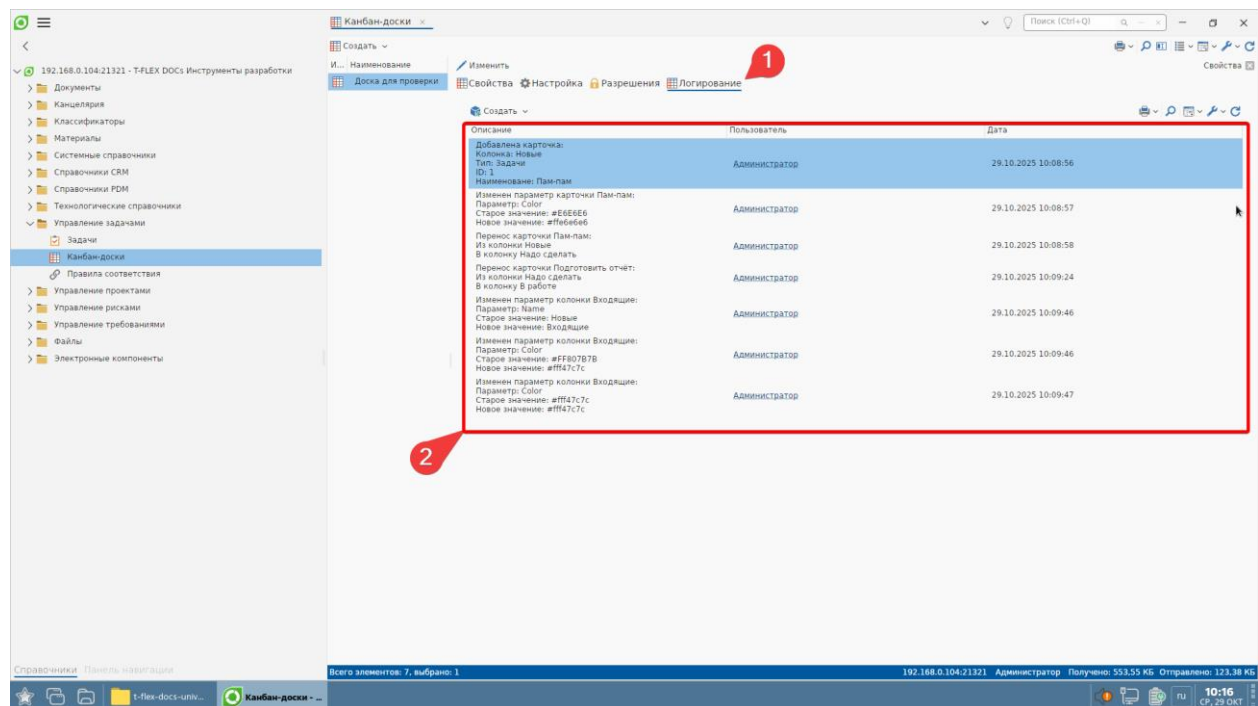 Канбан-доски ×
Поиск (Ctrl+Q)
Создать
192.168.0.104:21321 - T-FLEX DOCs Инструменты разработки
Документы
Канцелярия
Классификаторы
Материалы
Системные справочники
Справочники CRM
Справочники PDM
Технологические справочники
Управление задачами
Задачи
Канбан-доски
Правила соответствия
Управление проектами
Управление рисками
Управление требованиями
Файлы
Электронные компоненты
И... Наименование
Доска для проверки
Изменить
Свойства
1
Свойства Настройка Разрешения Логирование
Создать
Описание Пользователь Дата
Добавлена карточка:
Колонка: Новые
Тип: Задачи
ID: 1
Наименоване: Пам-пам
Администратор 29.10.2025 10:08:56
Изменен параметр карточки Пам-пам:
Параметр: Color
Старое значение: #E6E6E6
Новое значение: #ffe6e6e6
Администратор 29.10.2025 10:08:57
Перенос карточки Пам-пам:
Из колонки Новые
В колонку Надо сделать
Администратор 29.10.2025 10:08:58
Перенос карточки Подготовить отчёт:
Из колонки Надо сделать
В колонку В работе
Администратор 29.10.2025 10:09:24
Изменен параметр колонки Входящие:
Параметр: Name
Старое значение: Новые
Новое значение: Входящие
Администратор 29.10.2025 10:09:46
Изменен параметр колонки Входящие:
Параметр: Color
Старое значение: #FF807B7B
Новое значение: #fff47c7c
Администратор 29.10.2025 10:09:46
Изменен параметр колонки Входящие:
Параметр: Color
Старое значение: #fff47c7c
Новое значение: #fff47c7c
Администратор 29.10.2025 10:09:47
2
Справочники Панель навигации
Всего элементов: 7, выбрано: 1
192.168.0.104:21321 Администратор Получено: 553,55 КБ Отправлено: 123,38 КБ
t-flex-docs-univ...
Канбан-доски - ...
ru
10:16
СР, 29 ОКТ